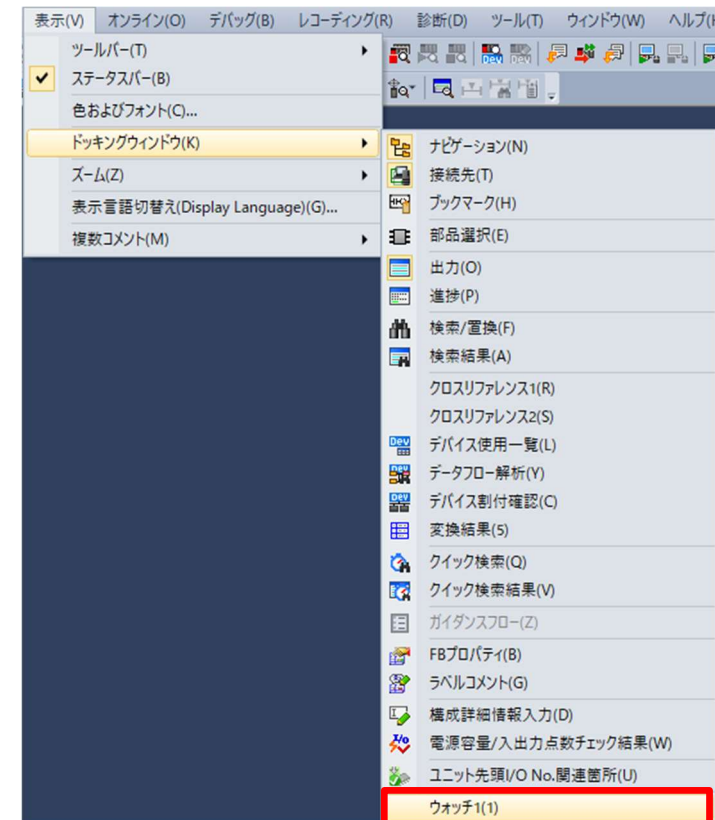 表示(V) オンライン(O) デバッグ(B) レコーディング(R) 診断(D) ツール(T) ウィンドウ(W) ヘルプ(H
ツールバー(T)
ステータスバー(B)
色およびフォント(C)...
ドッキングウィンドウ(K)
ズーム(Z)
表示言語切替え(Display Language)(G)...
複数コメント(M)
ナビゲーション(N)
接続先(T)
ブックマーク(H)
部品選択(E)
出力(O)
進捗(P)
検索/置換(F)
検索結果(A)
クロスリファレンス1(R)
クロスリファレンス2(S)
デバイス使用一覧(L)
データフロー解析(Y)
デバイス割付確認(C)
変換結果(5)
クイック検索(Q)
クイック検索結果(V)
ガイダンスフロー(Z)
FBプロパティ(B)
ラベルコメント(G)
構成詳細情報入力(D)
電源容量/入出力点数チェック結果(W)
ユニット先頭I/O No.関連箇所(U)
ウォッチ1(1)